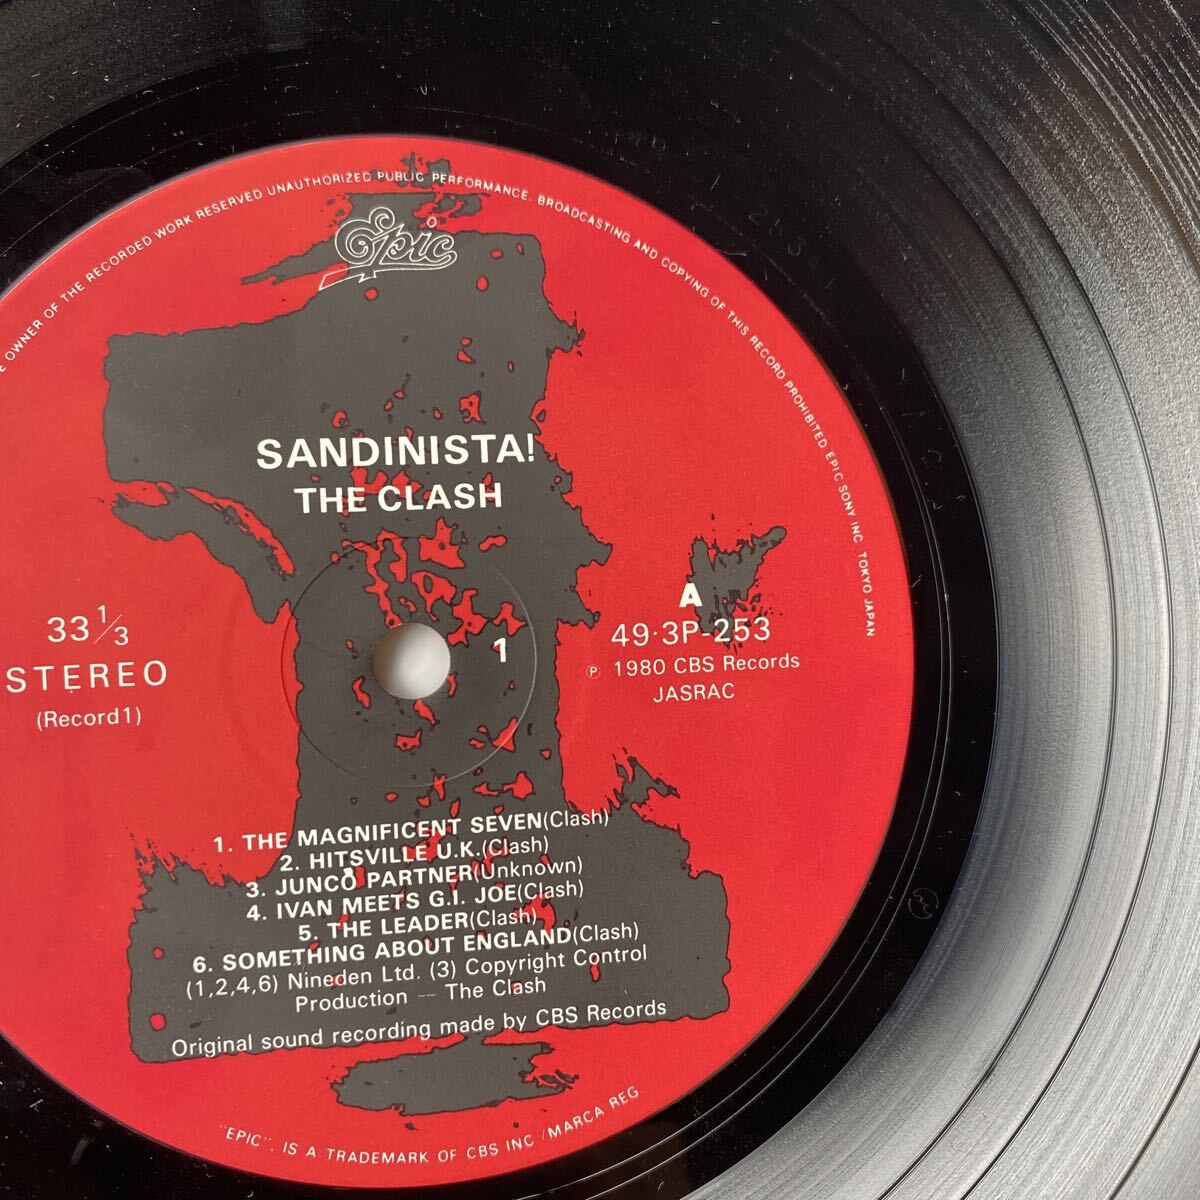 OWNER OF THE RECORDED WORK RESERVED UNAUTHORIZED PUBLIC PERFORMANCE. BROADCASTING AND COPYING OF THIS RECORD PROHIBITED EPIC SONY INC. TOKYO JAPAN
Epic
SANDINISTA!
THE CLASH
33 1/3
STEREO
(Record1)
1
A
49·3P-253
℗ 1980 CBS Records
JASRAC
1. THE MAGNIFICENT SEVEN(Clash)
2. HITSVILLE U.K.(Clash)
3. JUNCO PARTNER(Unknown)
4. IVAN MEETS G.I. JOE(Clash)
5. THE LEADER(Clash)
6. SOMETHING ABOUT ENGLAND(Clash)
(1,2,4,6) Nineden Ltd. (3) Copyright Control
Production -- The Clash
Original sound recording made by CBS Records
"EPIC". IS A TRADEMARK OF CBS INC /MARCA REG